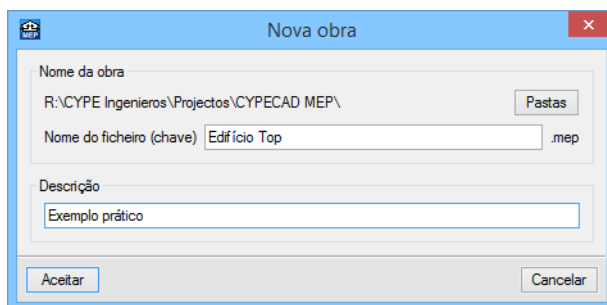 MEP
Nova obra
Nome da obra
R:\CYPE Ingenieros\Projectos\CYPECAD MEP\
Pastas
Nome do ficheiro (chave) Edifício Top .mep
Descrição
Exemplo prático
Aceitar Cancelar